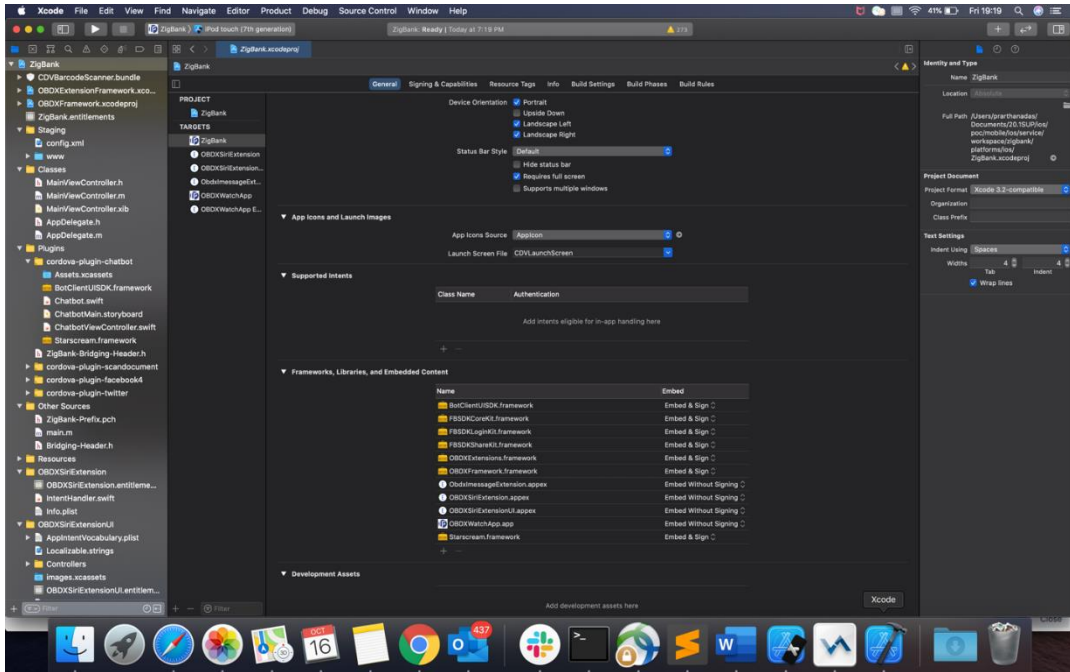 Xcode File Edit View Find Navigate Editor Product Debug Source Control Window Help
41% Fri 19:19
ZigBank iPod touch (7th generation)
ZigBank: Ready | Today at 7:19 PM
273
ZigBank.xcodeproj
ZigBank
ZigBank
CDVBarcodeScanner.bundle
OBDXExtensionFramework.xco...
OBDXFramework.xcodeproj
ZigBank.entitlements
Staging
config.xml
www
Classes
MainViewController.h
MainViewController.m
MainViewController.xib
AppDelegate.h
AppDelegate.m
Plugins
cordova-plugin-chatbot
Assets.xcassets
BotClientUISDK.framework
Chatbot.swift
ChatbotMain.storyboard
ChatbotViewController.swift
Starscream.framework
ZigBank-Bridging-Header.h
cordova-plugin-scandocument
cordova-plugin-facebook4
cordova-plugin-twitter
Other Sources
ZigBank-Prefix.pch
main.m
Bridging-Header.h
Resources
OBDXSiriExtension
OBDXSiriExtension.entitleme...
IntentHandler.swift
Info.plist
OBDXSiriExtensionUI
AppIntentVocabulary.plist
Localizable.strings
Controllers
images.xcassets
OBDXSiriExtensionUI.entitlem...
Filter
General Signing & Capabilities Resource Tags Info Build Settings Build Phases Build Rules
PROJECT
ZigBank
TARGETS
ZigBank
OBDXSiriExtension
OBDXSiriExtension...
ObdxImessageExt...
OBDXWatchApp
OBDXWatchApp E...
Filter
Device Orientation Portrait
Upside Down
Landscape Left
Landscape Right
Status Bar Style Default
Hide status bar
Requires full screen
Supports multiple windows
App Icons and Launch Images
App Icons Source AppIcon
Launch Screen File CDVLaunchScreen
Supported Intents
Class Name Authentication
Add intents eligible for in-app handling here
Frameworks, Libraries, and Embedded Content
Name Embed
BotClientUISDK.framework Embed & Sign
FBSDKCoreKit.framework Embed & Sign
FBSDKLoginKit.framework Embed & Sign
FBSDKShareKit.framework Embed & Sign
OBDXExtensions.framework Embed & Sign
OBDXFramework.framework Embed & Sign
ObdxImessageExtension.appex Embed Without Signing
OBDXSiriExtension.appex Embed Without Signing
OBDXSiriExtensionUI.appex Embed Without Signing
OBDXWatchApp.app Embed Without Signing
Starscream.framework Embed & Sign
Development Assets
Add development assets here
Identity and Type
Name ZigBank
Location Absolute
Full Path /Users/prarthanadas/
Documents/20.1SUP/ios/
poc/mobile/ios/service/
workspace/zigbank/
platforms/ios/
ZigBank.xcodeproj
Project Document
Project Format Xcode 3.2-compatible
Organization
Class Prefix
Text Settings
Indent Using Spaces
Widths 4 4
Tab Indent
Wrap lines
Xcode
Close
OCT
16
437
W